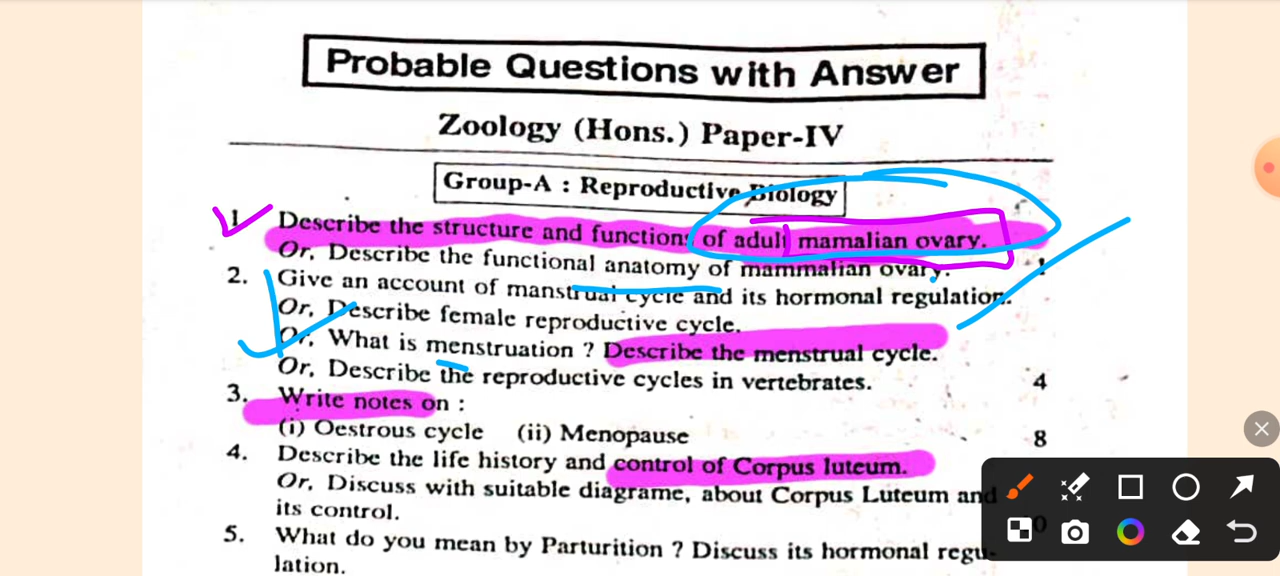 Probable Questions with Answer
Zoology (Hons.) Paper-IV
Group-A : Reproductive Biology
1 Describe the structure and functions of adult mamalian ovary.
Or, Describe the functional anatomy of mammalian ovary. 1
2. Give an account of manstrual cycle and its hormonal regulation.
Or, Describe female reproductive cycle.
Or, What is menstruation ? Describe the menstrual cycle.
Or, Describe the reproductive cycles in vertebrates. 4
3. Write notes on :
(i) Oestrous cycle (ii) Menopause 8
4. Describe the life history and control of Corpus luteum.
Or, Discuss with suitable diagrame, about Corpus Luteum and
its control. 0
5. What do you mean by Parturition ? Discuss its hormonal regu-
lation.